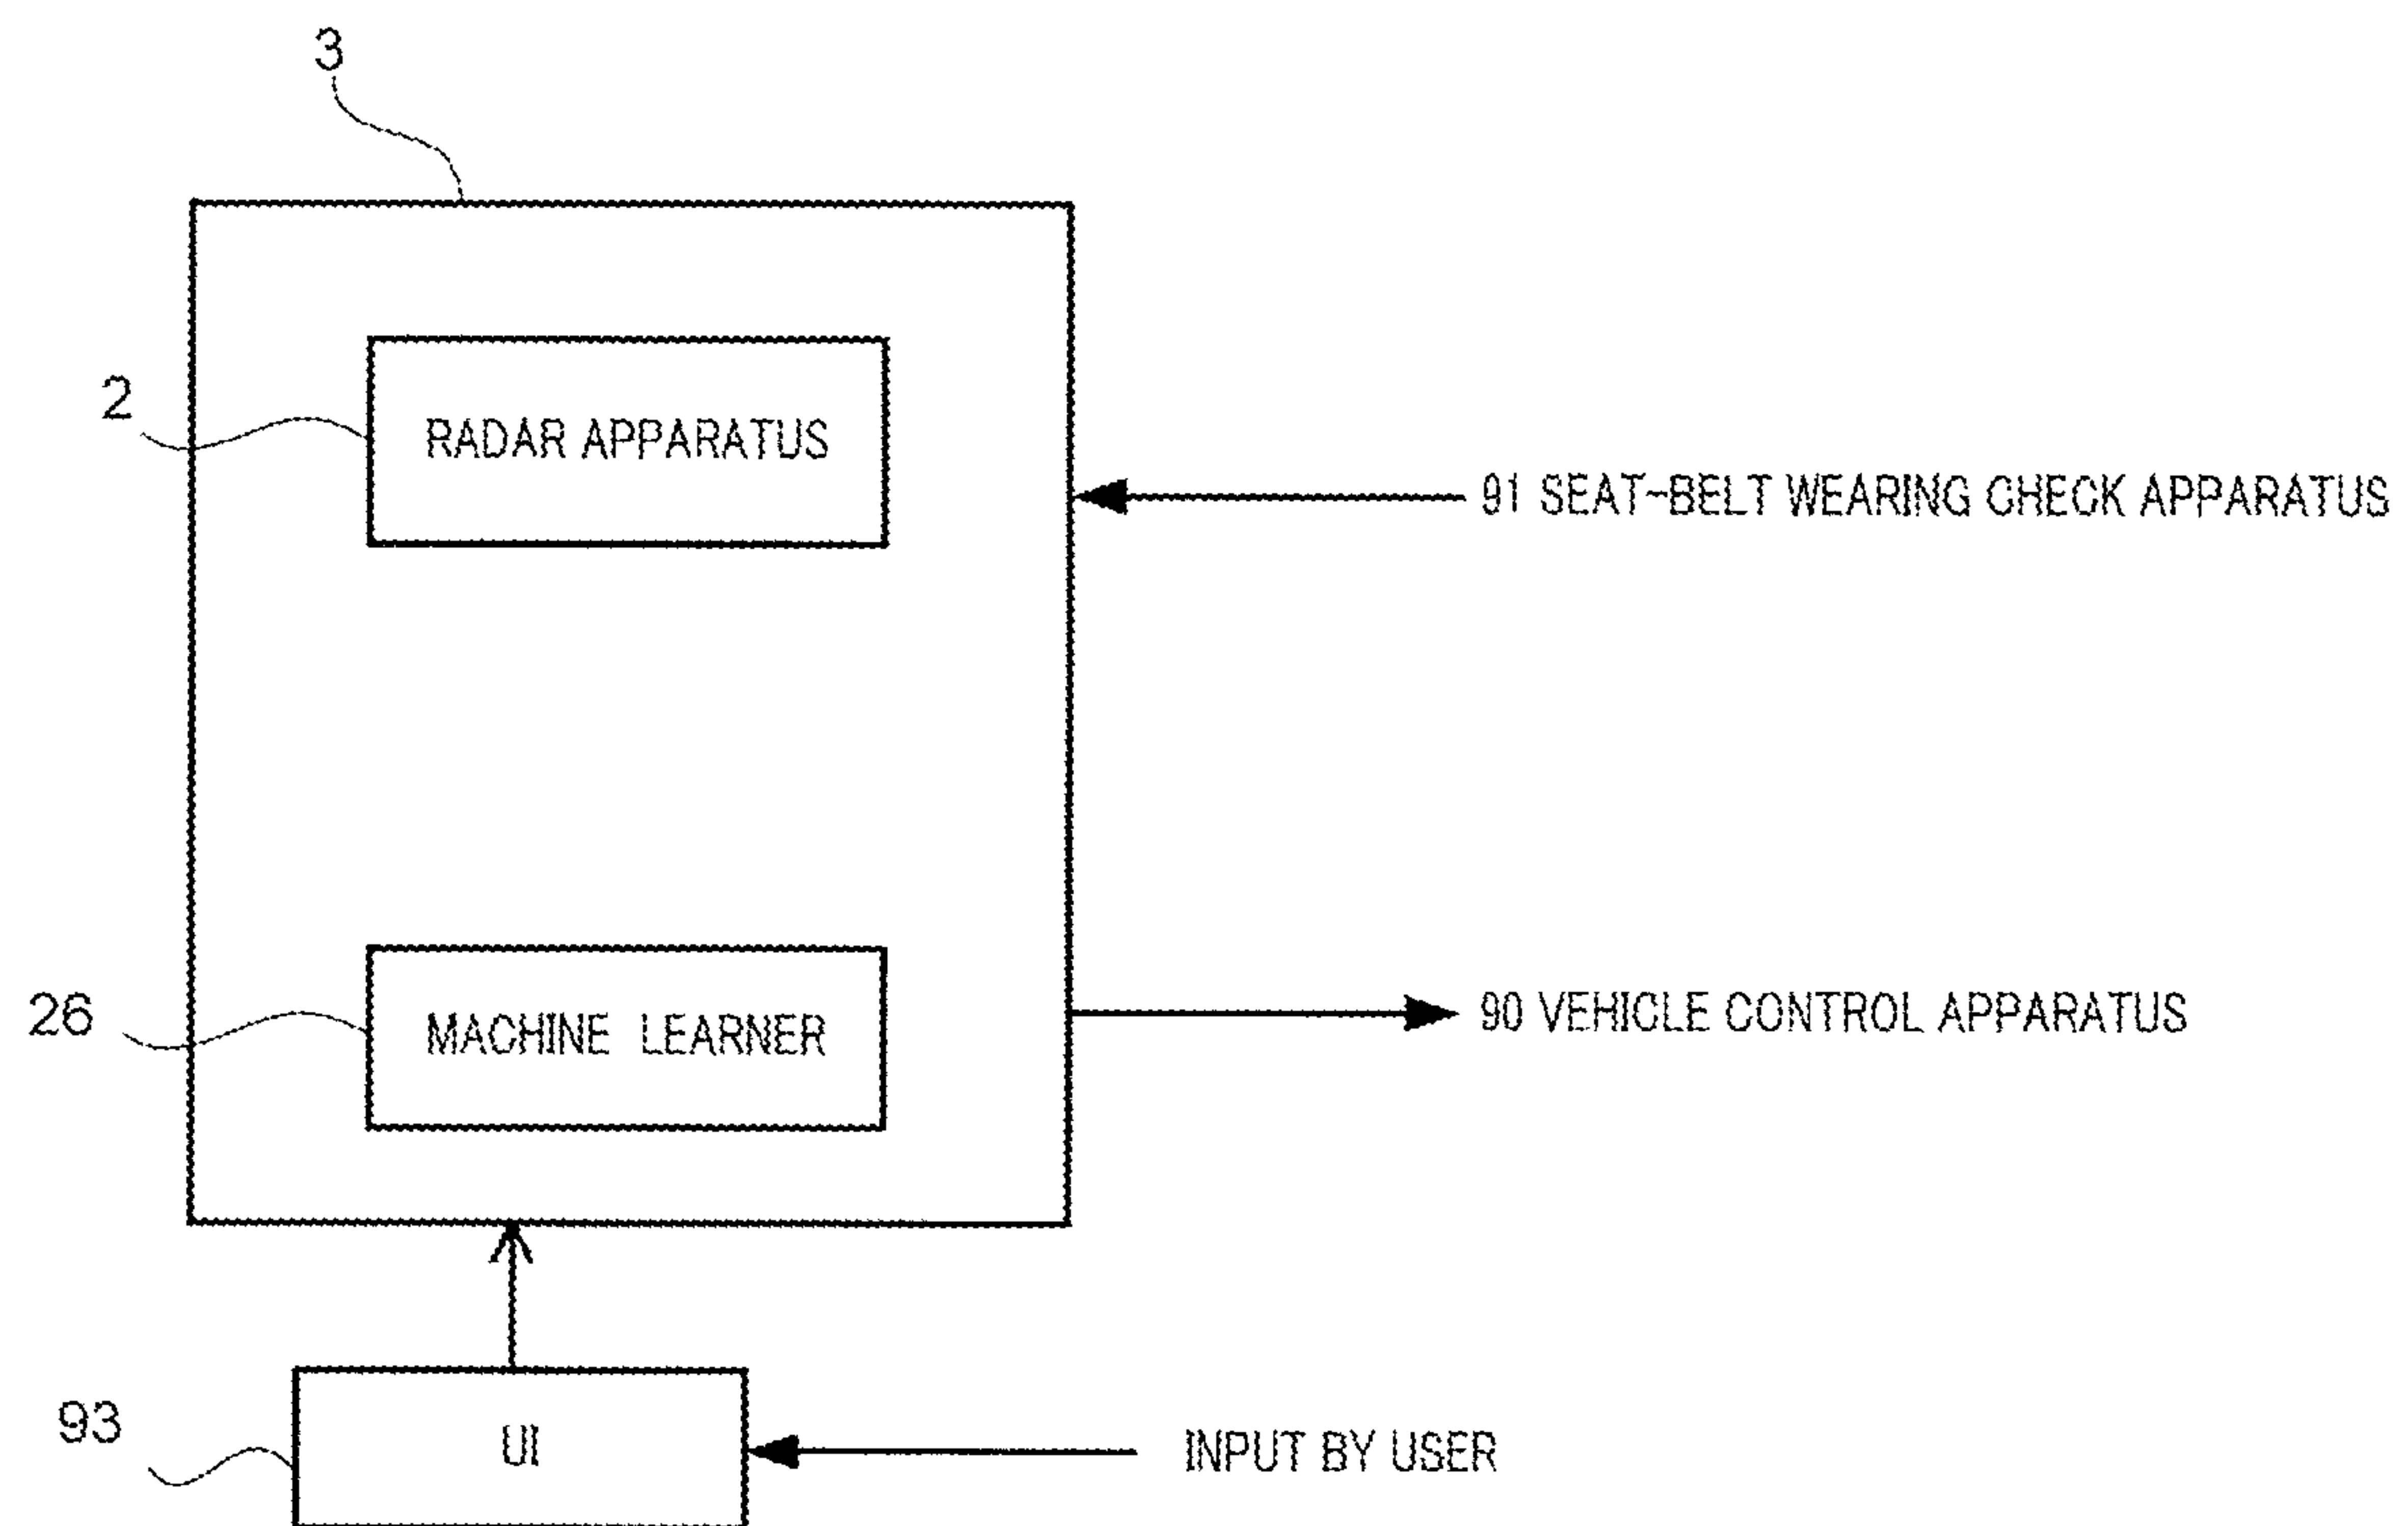 3
2
RADAR APPARATUS
91 SEAT-BELT WEARING CHECK APPARATUS
26
MACHINE LEARNER
90 VEHICLE CONTROL APPARATUS
93
UI
INPUT BY USER